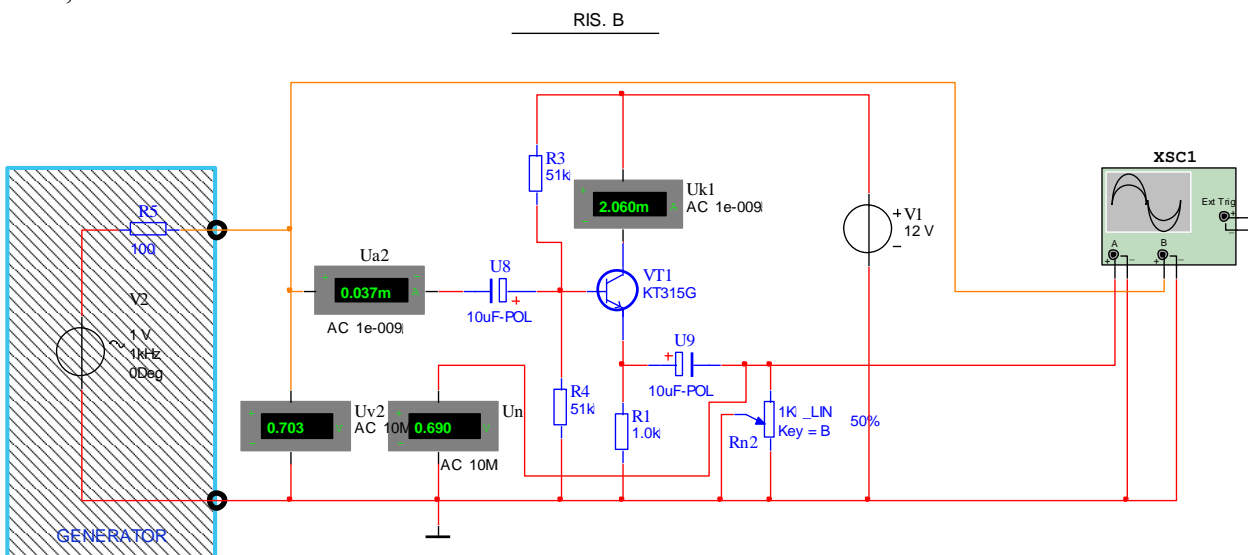 RIS. B
XSC1
Ext Trig
R3
51k
Uk1
2.060m
AC 1e-009
V1
12 V
A
B
R5
100
Ua2
0.037m
AC 1e-009
U8
10uF-POL
VT1
KT315G
V2
1 V
1kHz
0Deg
U9
10uF-POL
Uv2
0.703
AC 10M
Un
0.690
AC 10M
R4
51k
R1
1.0k
1K _LIN
Key = B
50%
Rn2
GENERATOR